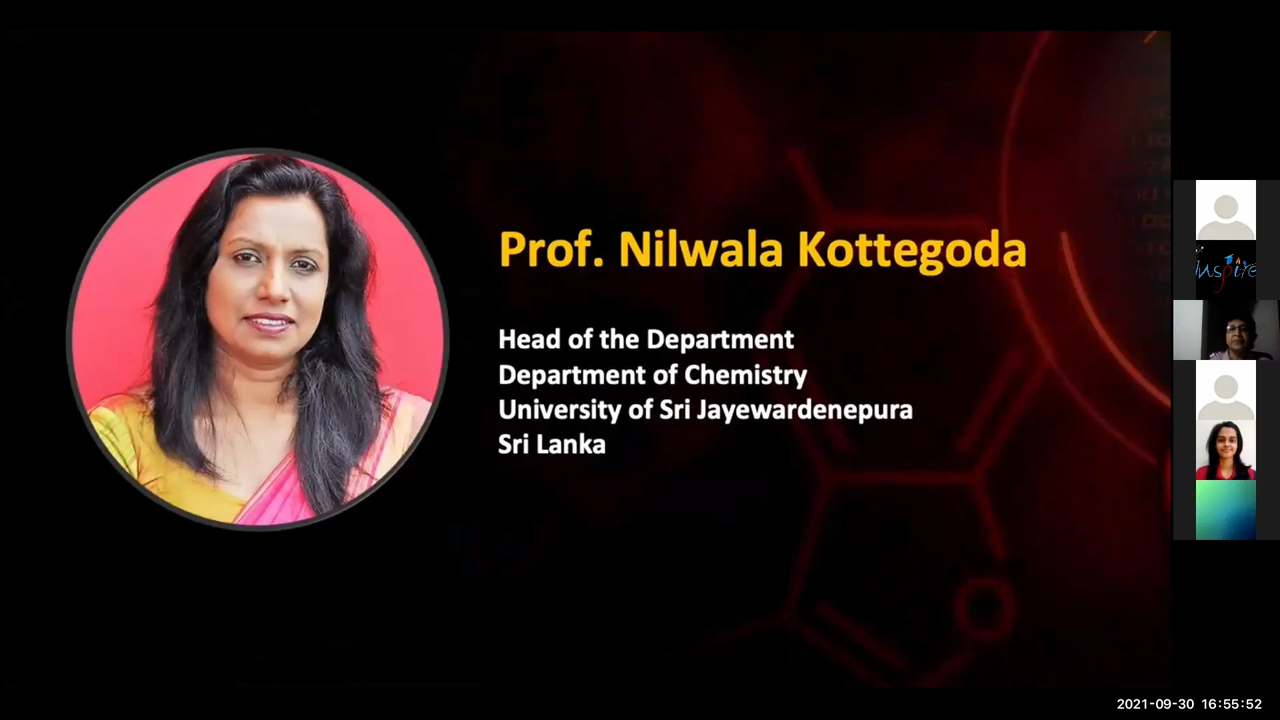 Prof. Nilwala Kottegoda
Head of the Department
Department of Chemistry
University of Sri Jayewardenepura
Sri Lanka
inspire
2021-09-30 16:55:52